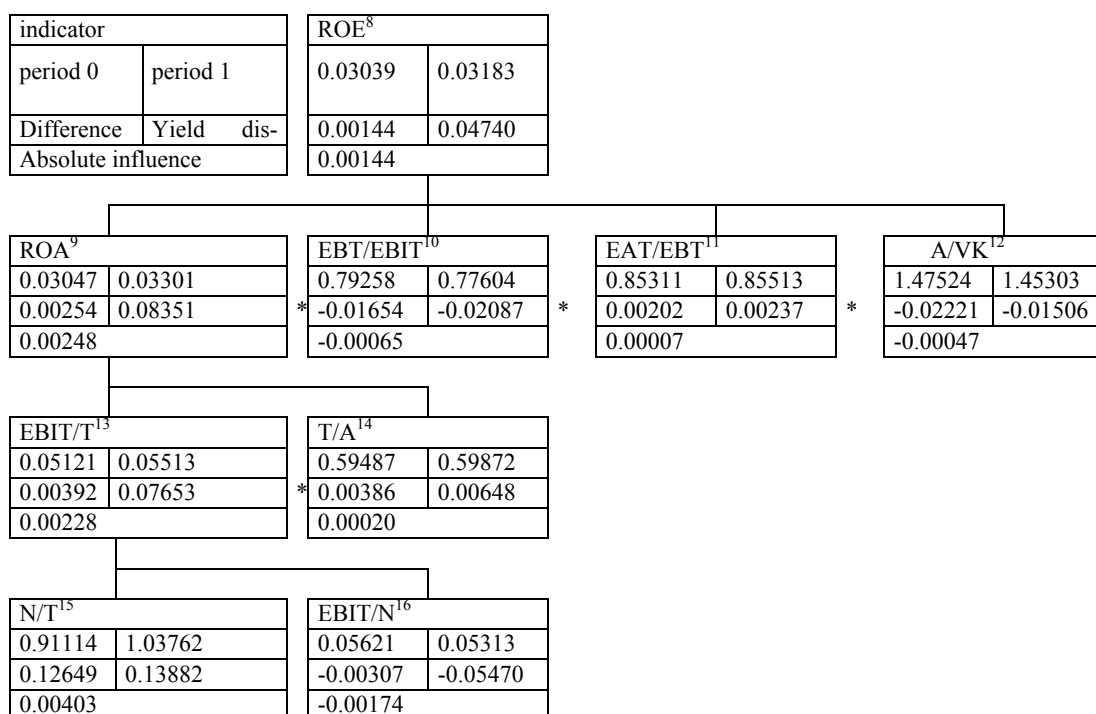 indicator
period 0 period 1
Difference Yield dis-
Absolute influence
ROE8
0.03039 0.03183
0.00144 0.04740
0.00144
ROA9
0.03047 0.03301
0.00254 0.08351
0.00248
*
EBT/EBIT10
0.79258 0.77604
-0.01654 -0.02087
-0.00065
*
EAT/EBT11
0.85311 0.85513
0.00202 0.00237
0.00007
*
A/VK12
1.47524 1.45303
-0.02221 -0.01506
-0.00047
EBIT/T13
0.05121 0.05513
0.00392 0.07653
0.00228
*
T/A14
0.59487 0.59872
0.00386 0.00648
0.00020
N/T15
0.91114 1.03762
0.12649 0.13882
0.00403
EBIT/N16
0.05621 0.05313
-0.00307 -0.05470
-0.00174